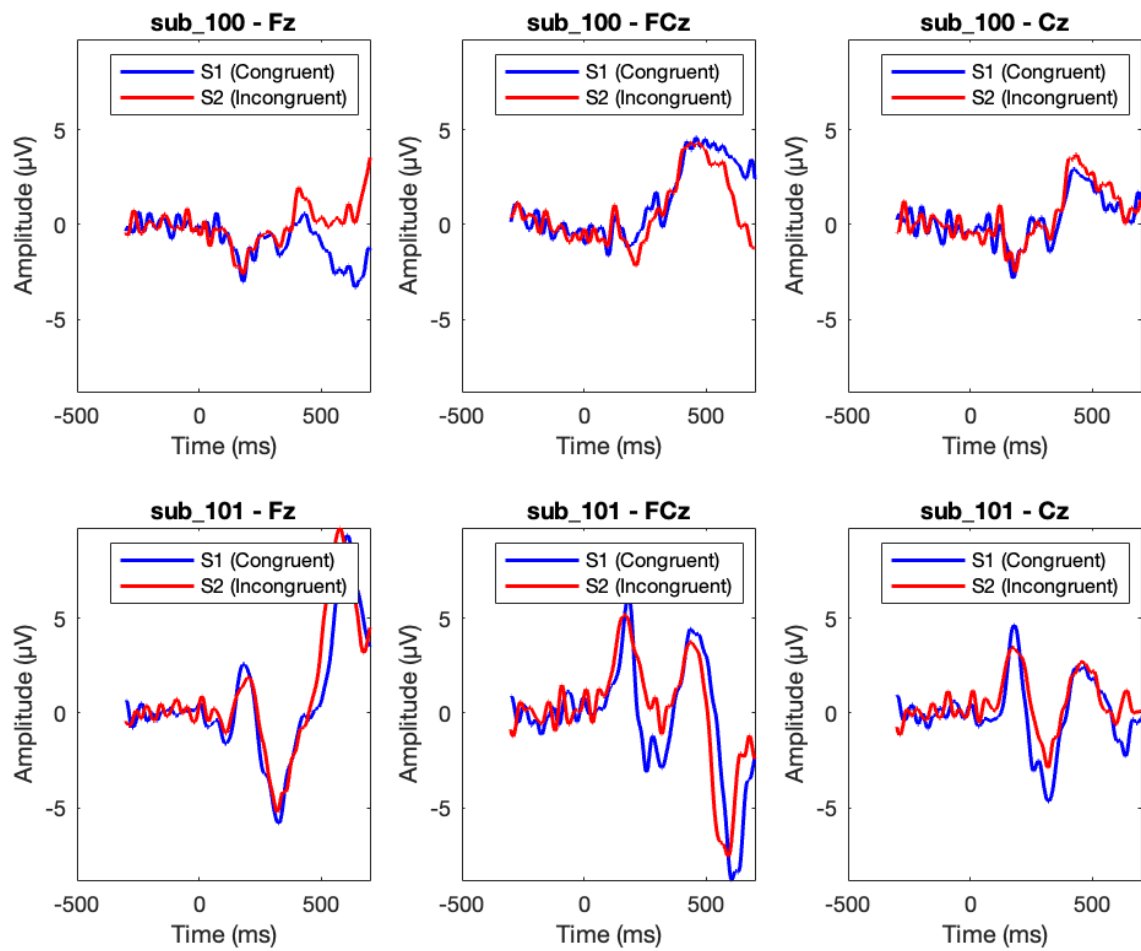 sub_100 - Fz
S1 (Congruent)
S2 (Incongruent)
Amplitude (µV)
5
0
-5
-500
0
500
Time (ms)
sub_100 - FCz
S1 (Congruent)
S2 (Incongruent)
Amplitude (µV)
5
0
-5
-500
0
500
Time (ms)
sub_100 - Cz
S1 (Congruent)
S2 (Incongruent)
Amplitude (µV)
5
0
-5
-500
0
500
Time (ms)
sub_101 - Fz
S1 (Congruent)
S2 (Incongruent)
Amplitude (µV)
5
0
-5
-500
0
500
Time (ms)
sub_101 - FCz
S1 (Congruent)
S2 (Incongruent)
Amplitude (µV)
5
0
-5
-500
0
500
Time (ms)
sub_101 - Cz
S1 (Congruent)
S2 (Incongruent)
Amplitude (µV)
5
0
-5
-500
0
500
Time (ms)